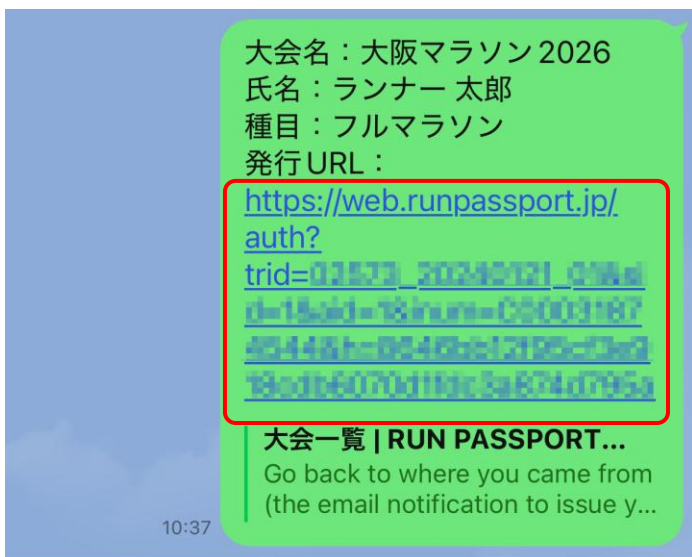 大会名：大阪マラソン2026
氏名：ランナー 太郎
種目：フルマラソン
発行URL：
https://web.runpassport.jp/
auth?
trid=
大会一覧 | RUN PASSPORT...
Go back to where you came from
(the email notification to issue y...
10:37